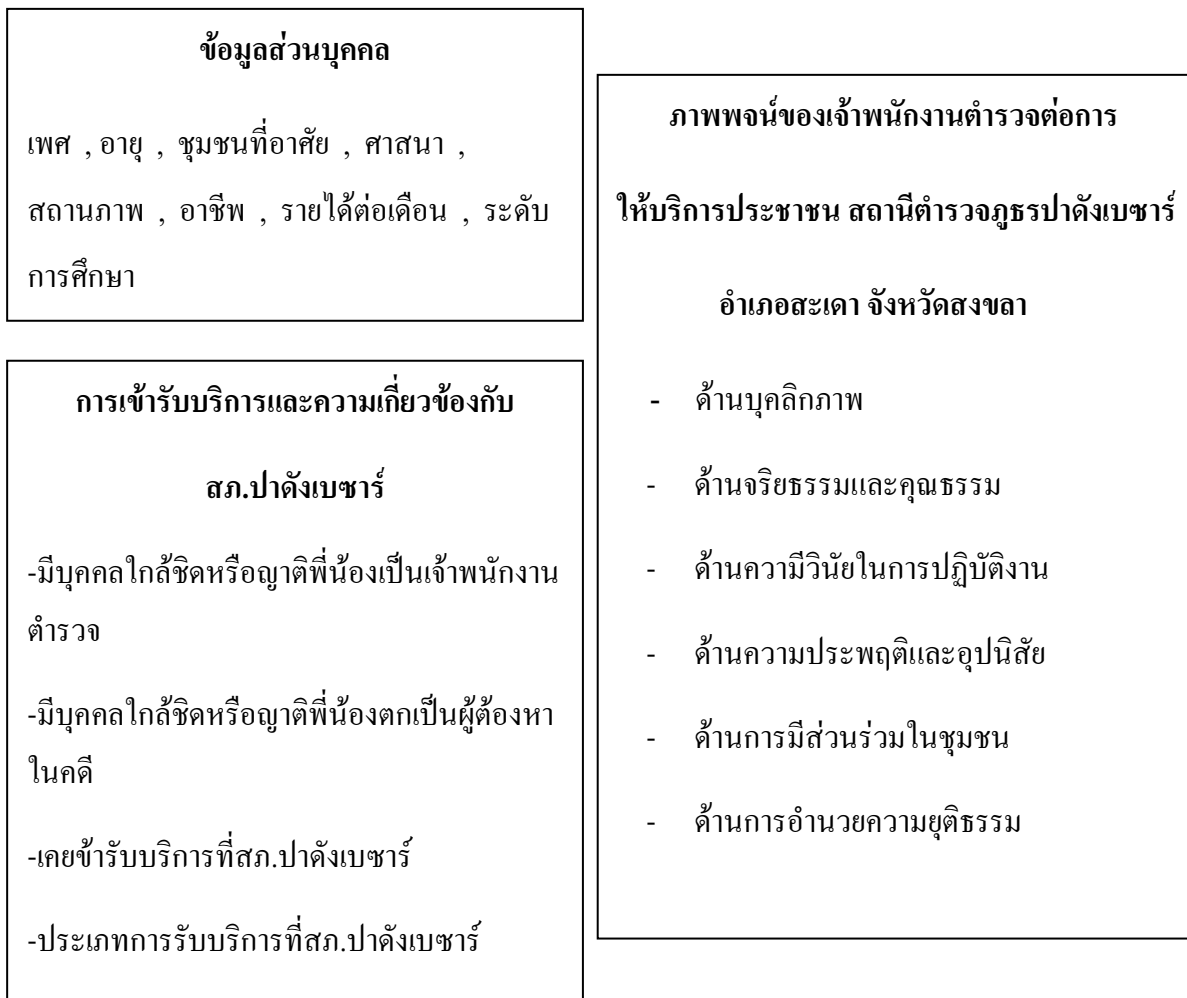 ข้อมูลส่วนบุคคล
เพศ , อายุ , ชุมชนที่อาศัย , ศาสนา ,
สถานภาพ , อาชีพ , รายได้ต่อเดือน , ระดับ
การศึกษา
การเข้ารับบริการและความเกี่ยวข้องกับ
สภ.ปาดังเบซาร์
-มีบุคคลใกล้ชิดหรือญาติพี่น้องเป็นเจ้าพนักงาน
ตำรวจ
-มีบุคคลใกล้ชิดหรือญาติพี่น้องตกเป็นผู้ต้องหา
ในคดี
-เคยข้ารับบริการที่สภ.ปาดังเบซาร์
-ประเภทการรับบริการที่สภ.ปาดังเบซาร์
ภาพพจน์ของเจ้าพนักงานตำรวจต่อการ
ให้บริการประชาชน สถานีตำรวจภูธรปาดังเบซาร์
อำเภอสะเดา จังหวัดสงขลา
- ด้านบุคลิกภาพ
- ด้านจริยธรรมและคุณธรรม
- ด้านความีวินัยในการปฏิบัติงาน
- ด้านความประพฤติและอุปนิสัย
- ด้านการมีส่วนร่วมในชุมชน
- ด้านการอำนวยความยุติธรรม